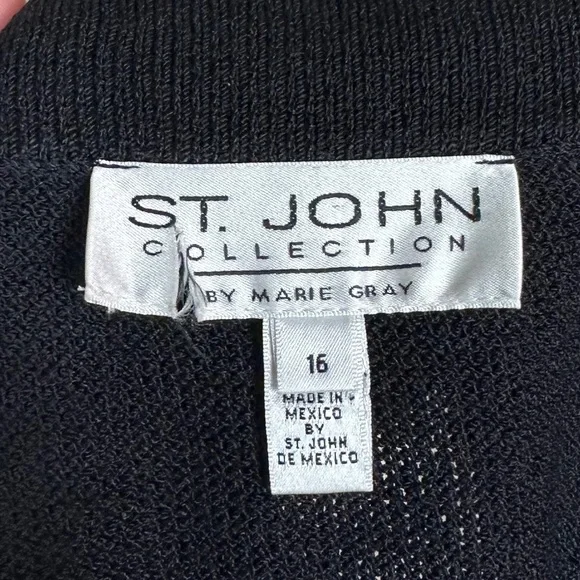 ST. JOHN
COLLECTION
BY MARIE GRAY
16
MADE IN
MEXICO
BY
ST. JOHN
DE MEXICO